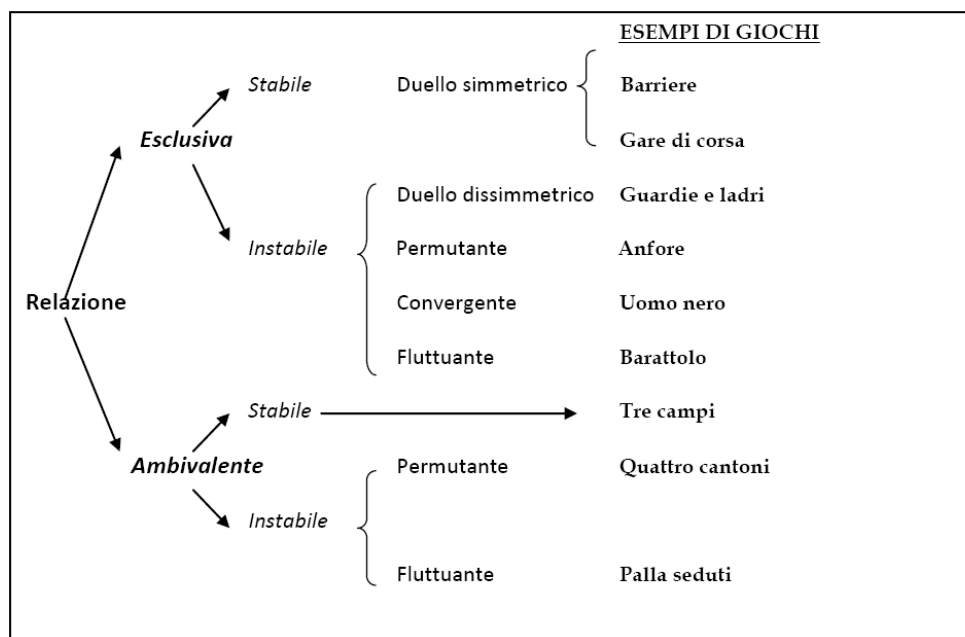 ESEMPI DI GIOCHI
Stabile Duello simmetrico Barriere
Esclusiva Gare di corsa
Duello dissimmetrico Guardie e ladri
Instabile Permutante Anfore
Relazione Convergente Uomo nero
Fluttuante Barattolo
Stabile Tre campi
Ambivalente Permutante Quattro cantoni
Instabile
Fluttuante Palla seduti